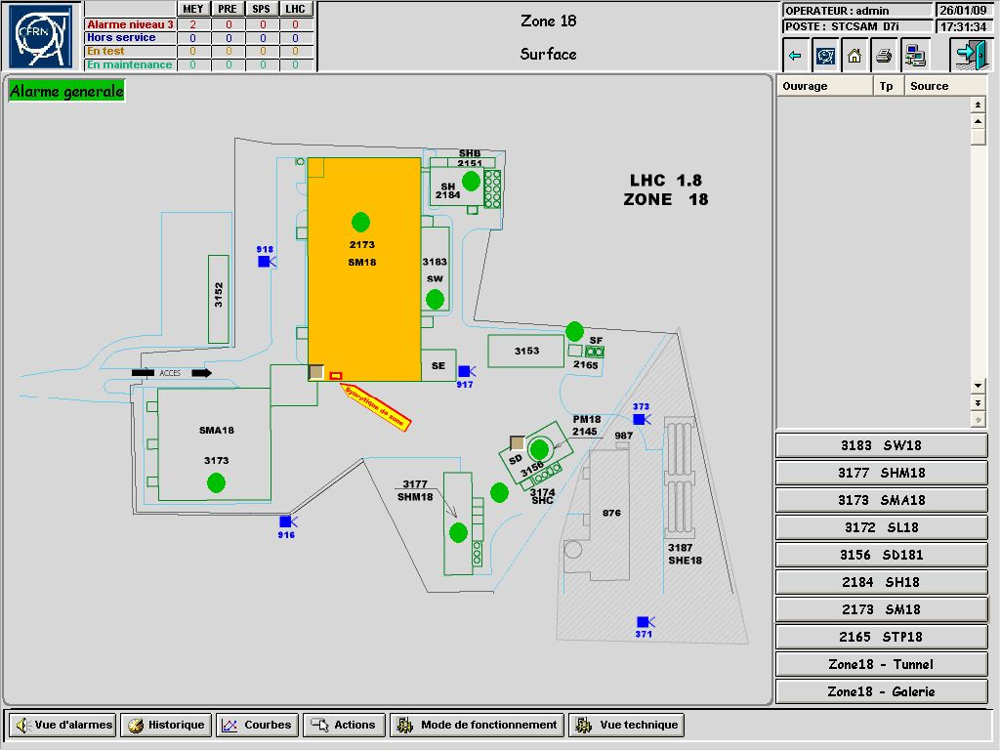 CERN
MEY PRE SPS LHC
Alarme niveau 3 2 0 0 0
Hors service 0 0 0 0
En test 0 0 0 0
En maintenance 0 0 0 0
Zone 18
Surface
OPERATEUR : admin 26/01/09
POSTE : STCSAM D7i 17:31:34
Alarme generale
Ouvrage Tp Source
LHC 1.8
ZONE 18
SHB
2151
SH
2184
2173
SM18
918
3183
SW
3152
SE
917
3153
SF
2165
ACCES
Synoptique de zone
373
SMA18
3173
PM18
2145
987
SD
3156
3174
SHC
3177
SHM18
876
916
3187
SHE18
371
3183 SW18
3177 SHM18
3173 SMA18
3172 SL18
3156 SD181
2184 SH18
2173 SM18
2165 STP18
Zone18 - Tunnel
Zone18 - Galerie
Vue d'alarmes Historique Courbes Actions Mode de fonctionnement Vue technique